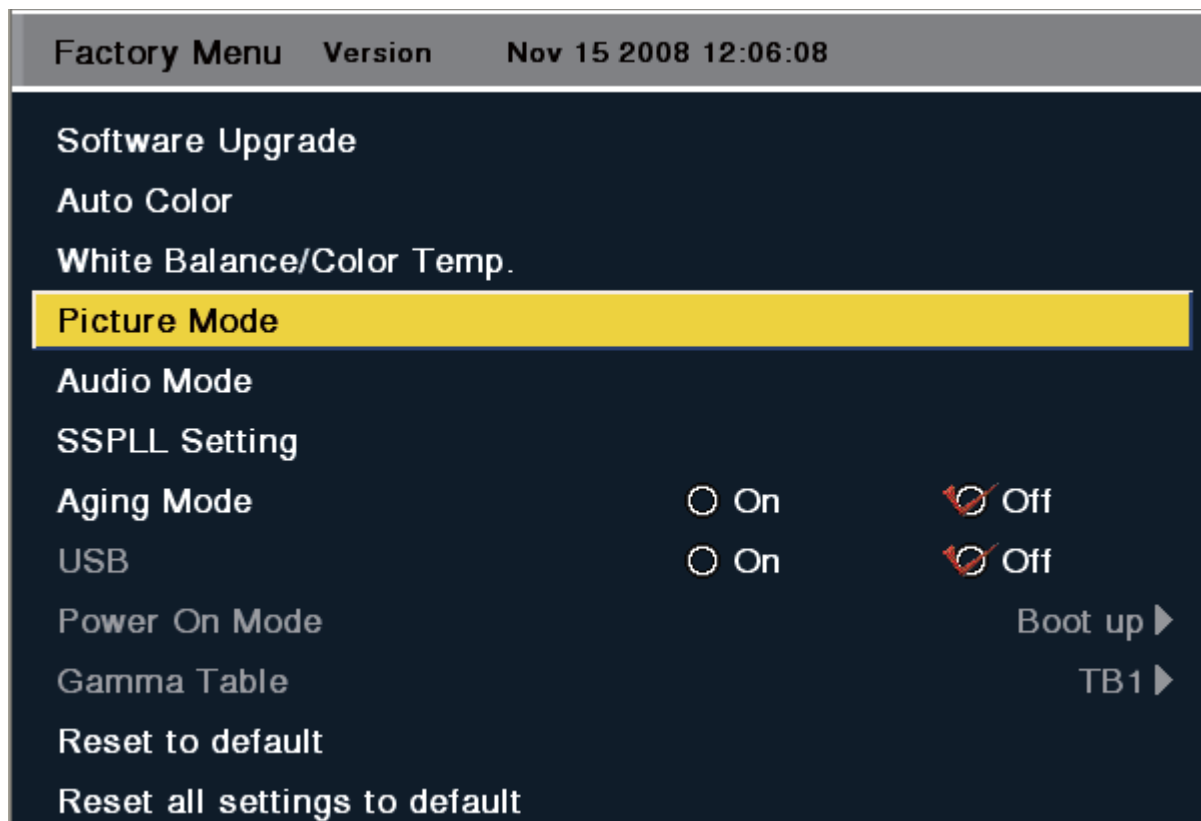 Factory Menu Version Nov 15 2008 12:06:08
Software Upgrade
Auto Color
White Balance/Color Temp.
Picture Mode
Audio Mode
SSPLL Setting
Aging Mode On Off
USB On Off
Power On Mode Boot up
Gamma Table TB1
Reset to default
Reset all settings to default